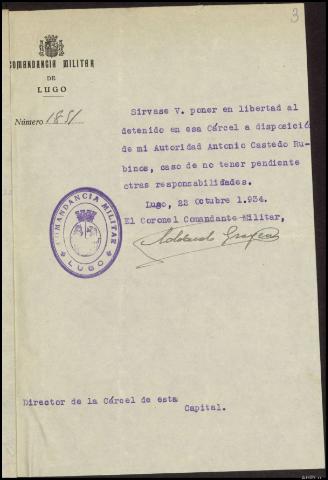 3
COMANDANCIA MILITAR
DE
LUGO
Número 1851
Sírvase V. poner en libertad al
detenido en esa Cárcel a disposició
de mi Autoridad Antonio Castedo Ru-
binos, caso de no tener pendiente
otras responsabilidades.
Lugo, 22 Octubre 1.934.
El Coronel Comandante-Militar,
COMANDANCIA MILITAR
LUGO
Director de la Cárcel de esta
Capital.